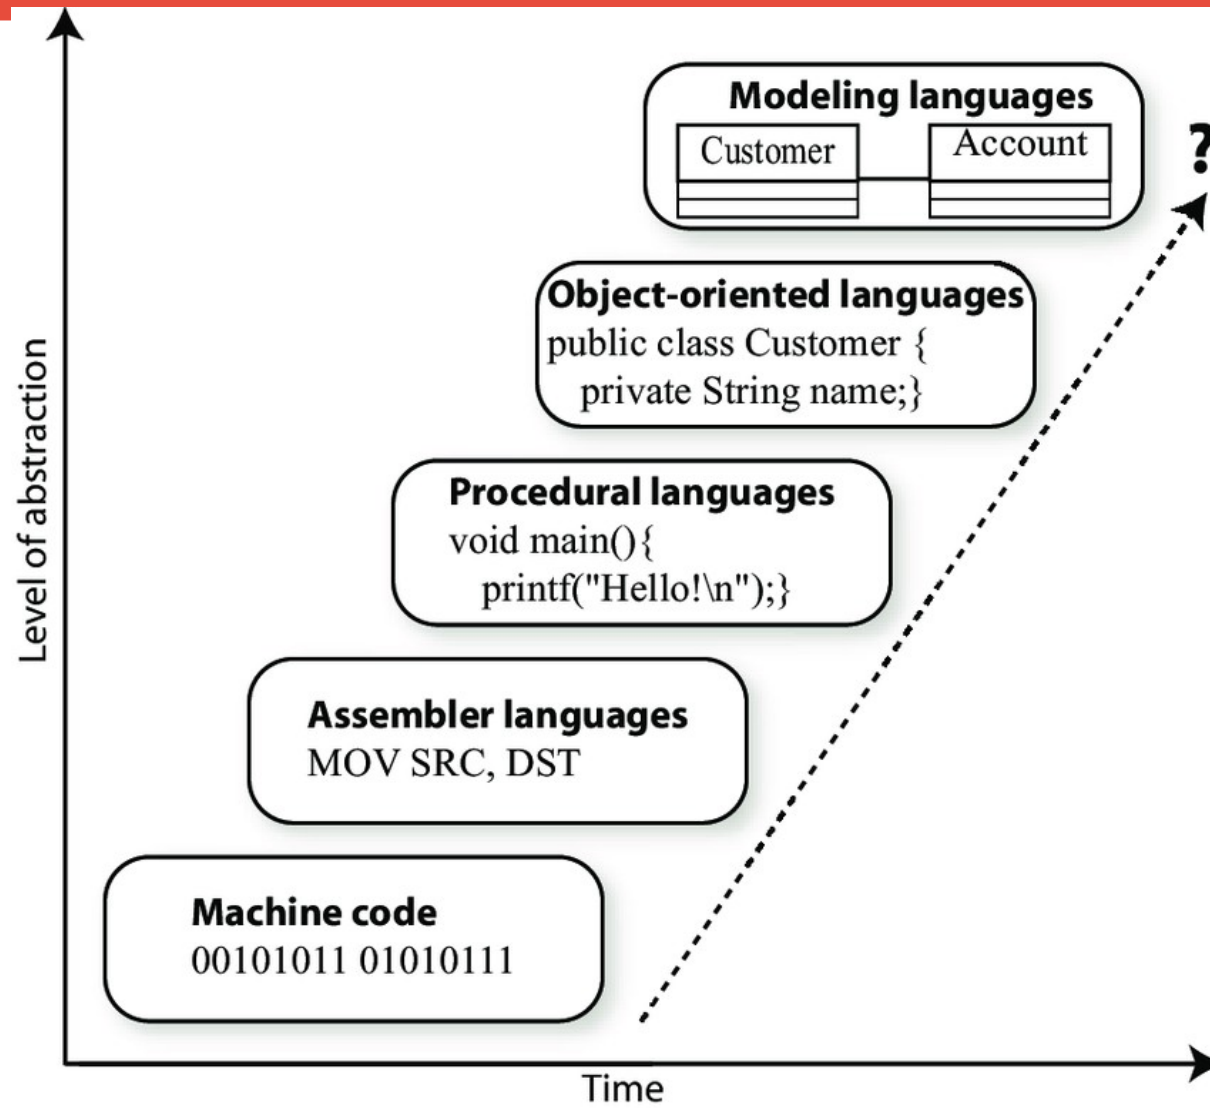 Modeling languages
Customer
Account
?
Object-oriented languages
public class Customer {
private String name;}
Procedural languages
void main(){
printf("Hello!\n");}
Assembler languages
MOV SRC, DST
Machine code
00101011 01010111
Level of abstraction
Time